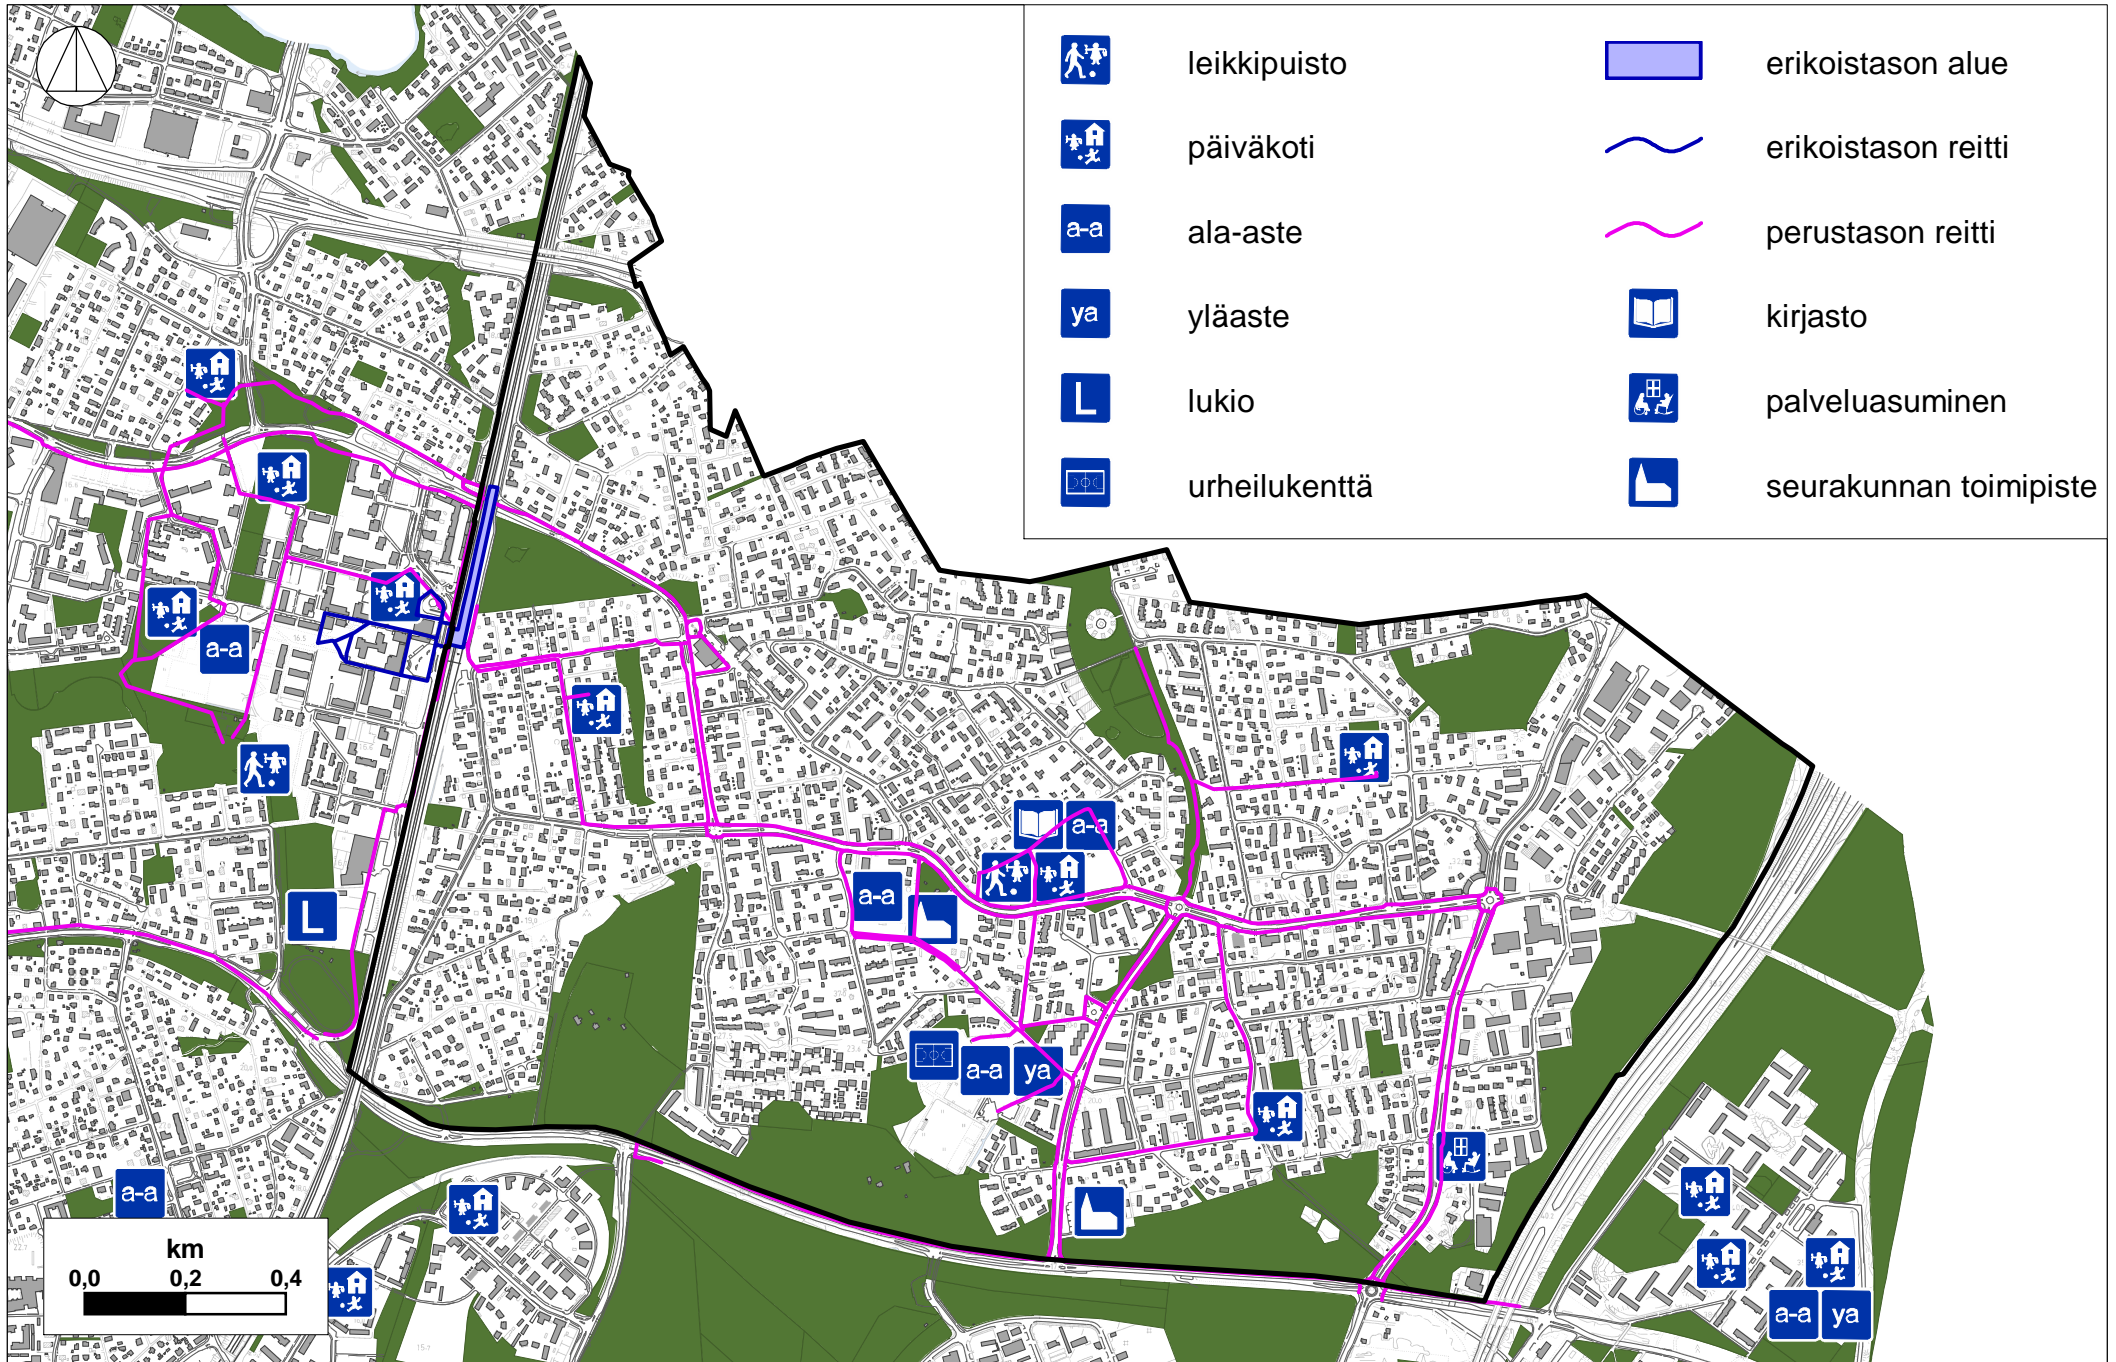 leikkipuisto
erikoistason alue
päiväkoti
erikoistason reitti
a-a
ala-aste
perustason reitti
ya
yläaste
kirjasto
L
lukio
palveluasuminen
urheilukenttä
seurakunnan toimipiste
a-a
a-a
a-a
L
a-a
ya
a-a
a-a
ya
km
0,0
0,2
0,4